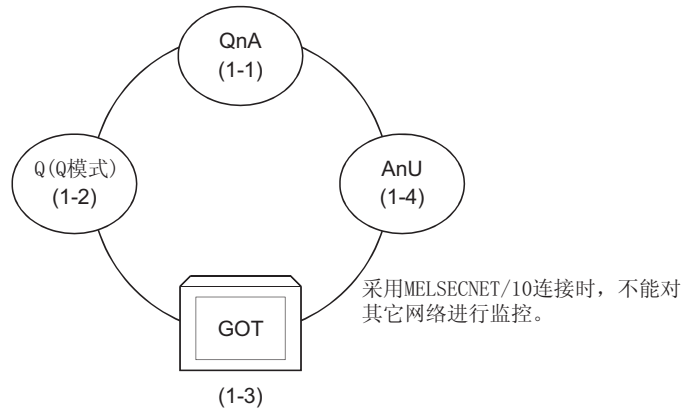 QnA
(1-1)
Q(Q模式)
(1-2)
AnU
(1-4)
采用MELSECNET/10连接时，不能对
其它网络进行监控。
GOT
(1-3)